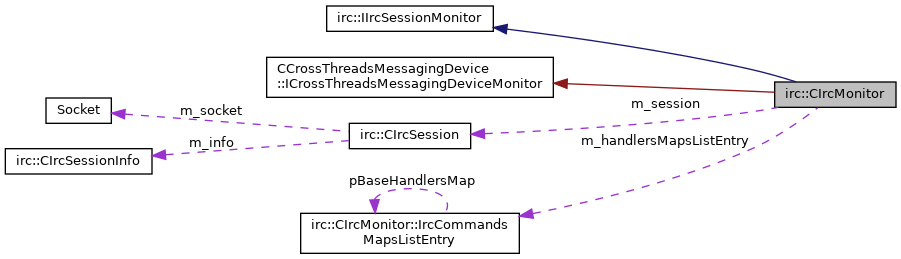 irc::IIrcSessionMonitor
CCrossThreadsMessagingDevice
::ICrossThreadsMessagingDeviceMonitor
irc::CIrcMonitor
m_session
Socket
m_socket
irc::CIrcSession
m_info
irc::CIrcSessionInfo
m_handlersMapsListEntry
pBaseHandlersMap
irc::CIrcMonitor::IrcCommands
MapsListEntry